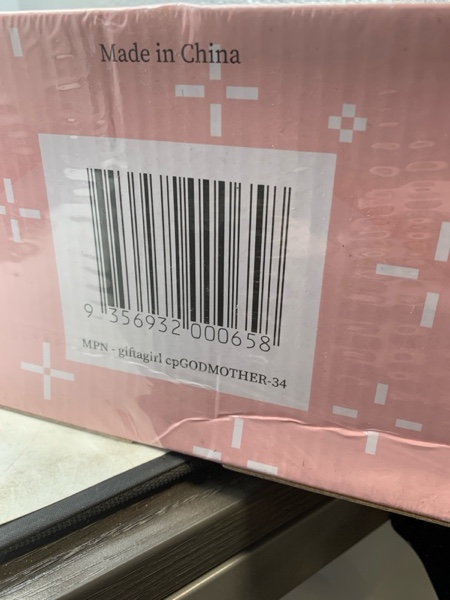 Made in China
9 356932 000658
MPN - giftagirl cpGODMOTHER-34